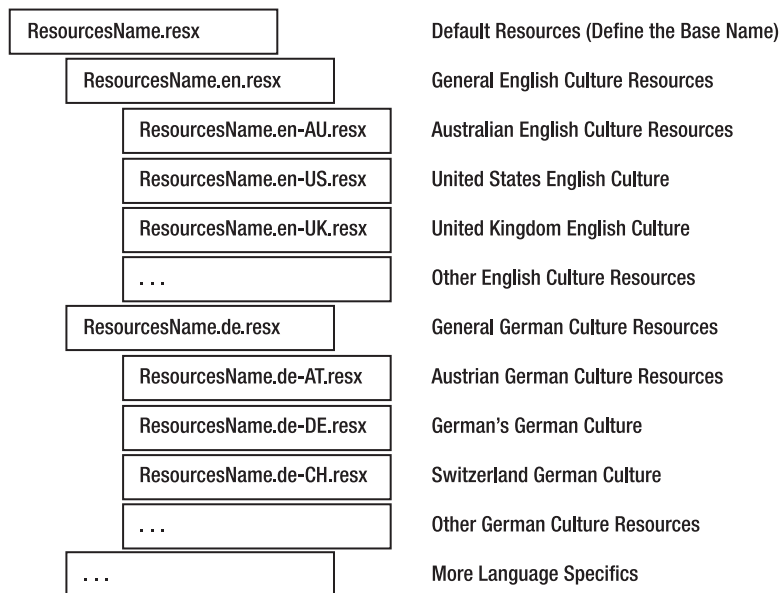 ResourcesName.resx Default Resources (Define the Base Name)
ResourcesName.en.resx General English Culture Resources
ResourcesName.en-AU.resx Australian English Culture Resources
ResourcesName.en-US.resx United States English Culture
ResourcesName.en-UK.resx United Kingdom English Culture
. . . Other English Culture Resources
ResourcesName.de.resx General German Culture Resources
ResourcesName.de-AT.resx Austrian German Culture Resources
ResourcesName.de-DE.resx German’s German Culture
ResourcesName.de-CH.resx Switzerland German Culture
. . . Other German Culture Resources
. . . More Language Specifics